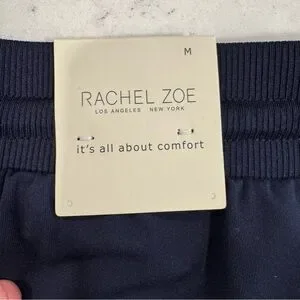 M
RACHEL ZOE
LOS ANGELES NEW YORK
it's all about comfort